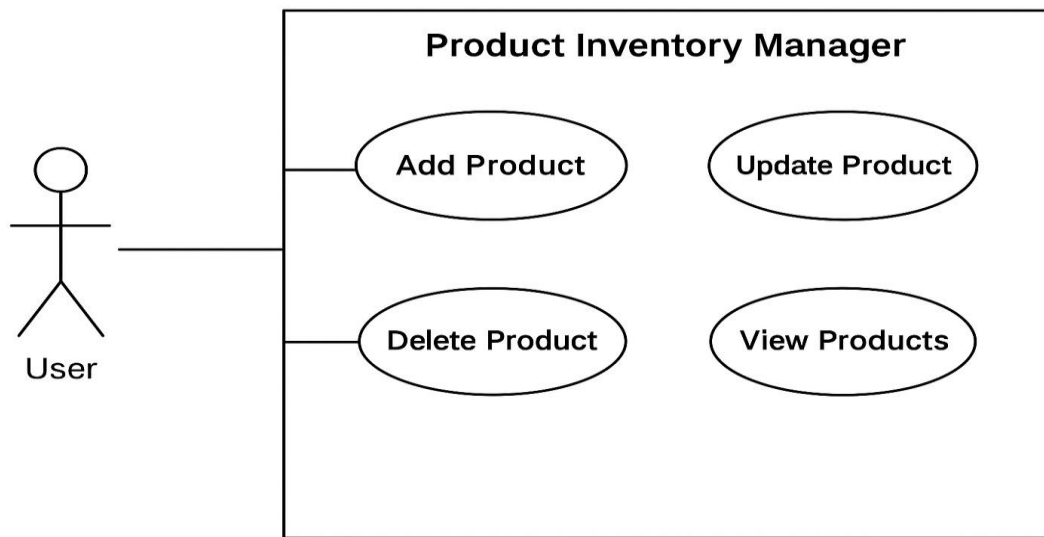 Product Inventory Manager
Add Product
Update Product
Delete Product
View Products
User